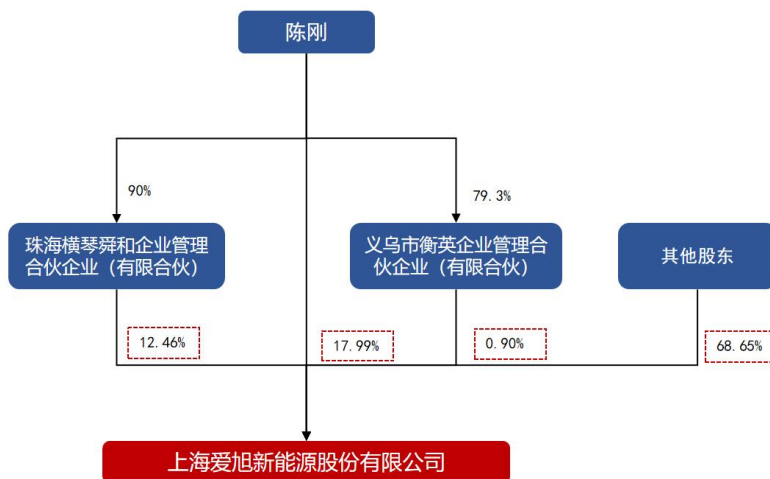 陈刚
90%
79.3%
珠海横琴舜和企业管理
合伙企业（有限合伙）
义乌市衡英企业管理合
伙企业（有限合伙）
其他股东
12.46%
17.99%
0.90%
68.65%
上海爱旭新能源股份有限公司